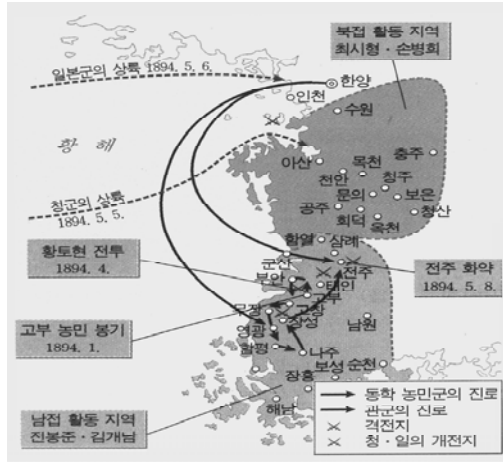 북접 활동 지역
최시형·손병희
일본군의 상륙 1894. 5. 6.
한양
인천
수원
황해
아산
목천
충주
천안
청주
문의
보은
공주
회덕
옥천
청산
청군의 상륙
1894. 5. 5.
함열
삼례
황토현 전투
1894. 4.
군산
전주
부안
태인
고부
전주 화약
1894. 5. 8.
고부 농민 봉기
1894. 1.
무장
고창
장성
영광
남원
함평
나주
보성
순천
장흥
해남
남접 활동 지역
전봉준·김개남
동학 농민군의 진로
관군의 진로
격전지
청·일의 개전지